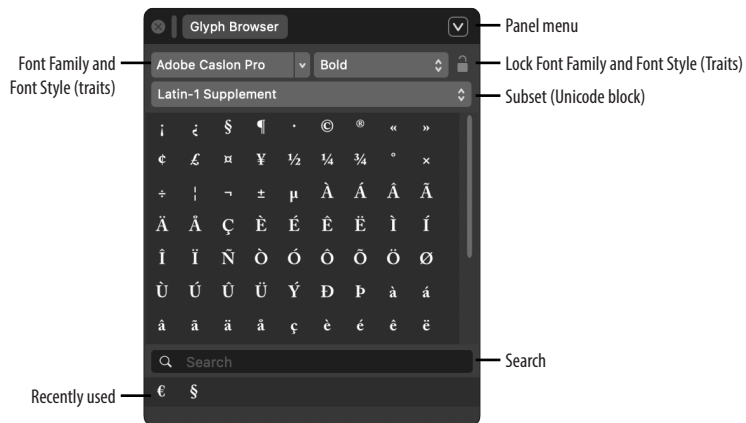 Glyph Browser
Panel menu
Font Family and
Font Style (traits)
Adobe Caslon Pro
Bold
Lock Font Family and Font Style (Traits)
Latin-1 Supplement
Subset (Unicode block)
¡ ¿ § ¶ · © ® « »
¢ £ ¤ ¥ ½ ¼ ¾ ° ×
÷ ¦ ¬ ± µ À Á Â Ã
Ä Å Ç È É Ê Ë Ì Í
Î Ï Ñ Ò Ó Ô Õ Ö Ø
Ù Ú Û Ü Ý Ð Þ à á
â ã ä å ç è é ê ë
Search
Search
Recently used
€ §